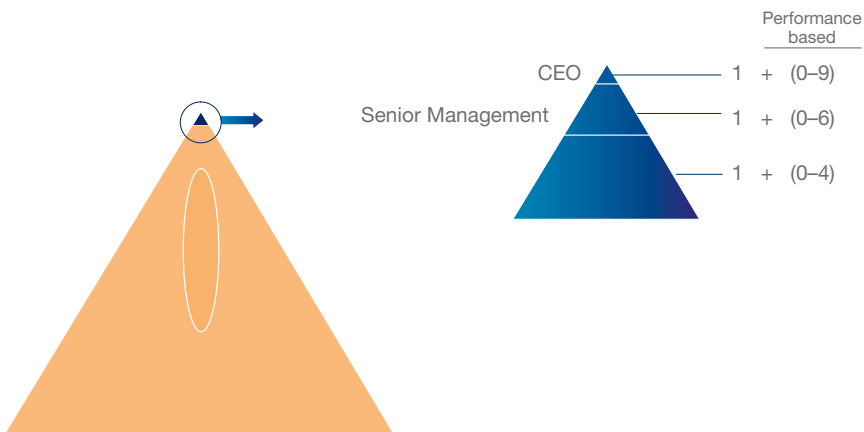 Performance
based
CEO 1 + (0–9)
Senior Management 1 + (0–6)
1 + (0–4)